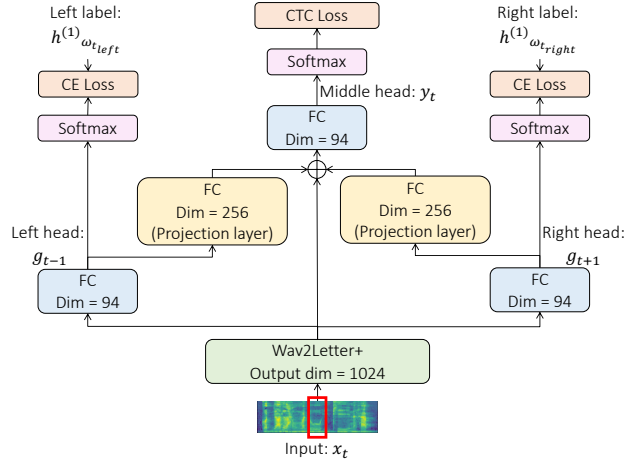 Left label:
h^(1)_ω_t_left
CE Loss
Softmax
CTC Loss
Softmax
Middle head: y_t
FC
Dim = 94
Right label:
h^(1)_ω_t_right
CE Loss
Softmax
FC
Dim = 256
(Projection layer)
FC
Dim = 256
(Projection layer)
Left head:
g_t−1
FC
Dim = 94
Right head:
g_t+1
FC
Dim = 94
Wav2Letter+
Output dim = 1024
Input: x_t